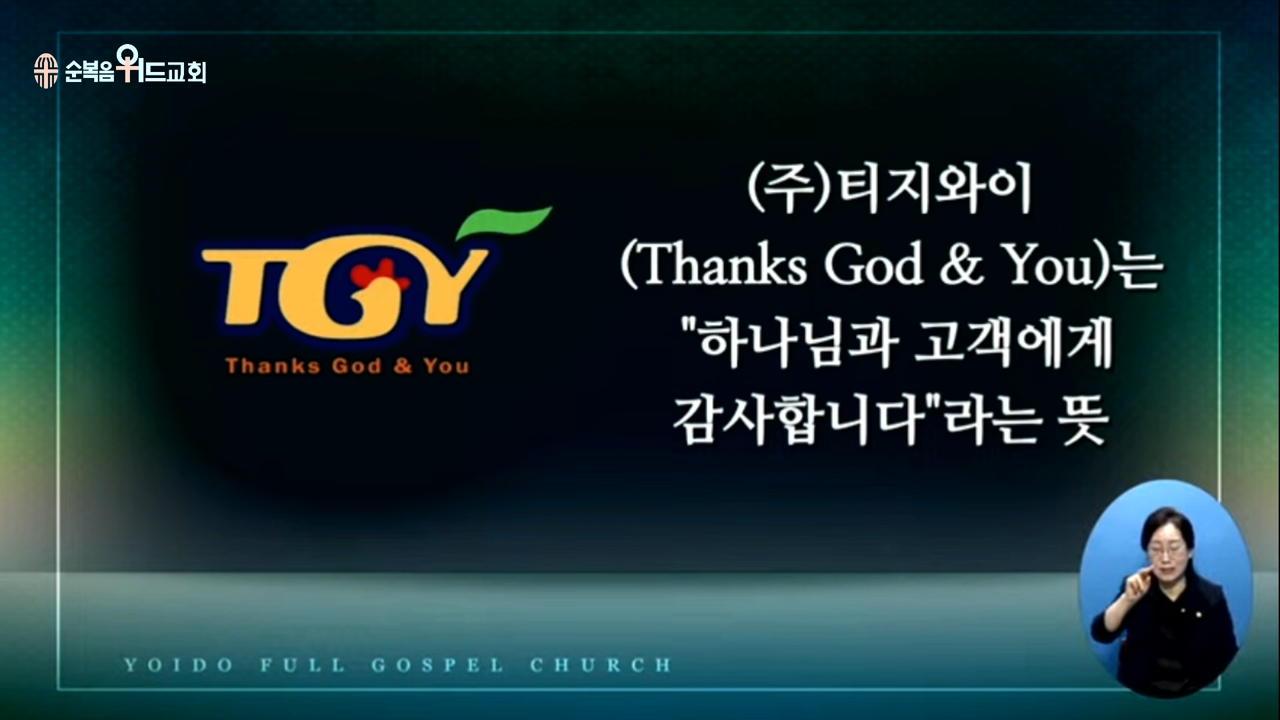 순복음위드교회
TGY
Thanks God & You
(주)티지와이
(Thanks God & You)는
"하나님과 고객에게
감사합니다"라는 뜻
YOIDO FULL GOSPEL CHURCH